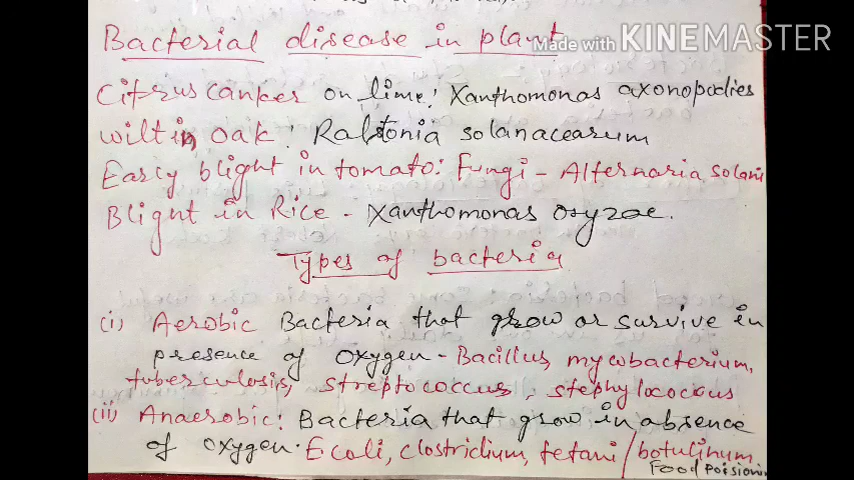 Bacterial disease in plant
Made with KINEMASTER
Citrus canker on lime: Xanthomonas axonopodies
wilt in oak: Ralstonia solanacearum
Early blight in tomato: Fungi - Alternaria solani
Blight in Rice - Xanthomonas oryzae.
Types of bacteria
(i) Aerobic Bacteria that grow or survive in
presence of oxygen - Bacillus, mycobacterium,
tuberculosis, streptococcus, stephylococous
(ii) Anaerobic: Bacteria that grow in absence
of oxygen. E coli, clostridium, tetani/botulinum
Food Poisionin